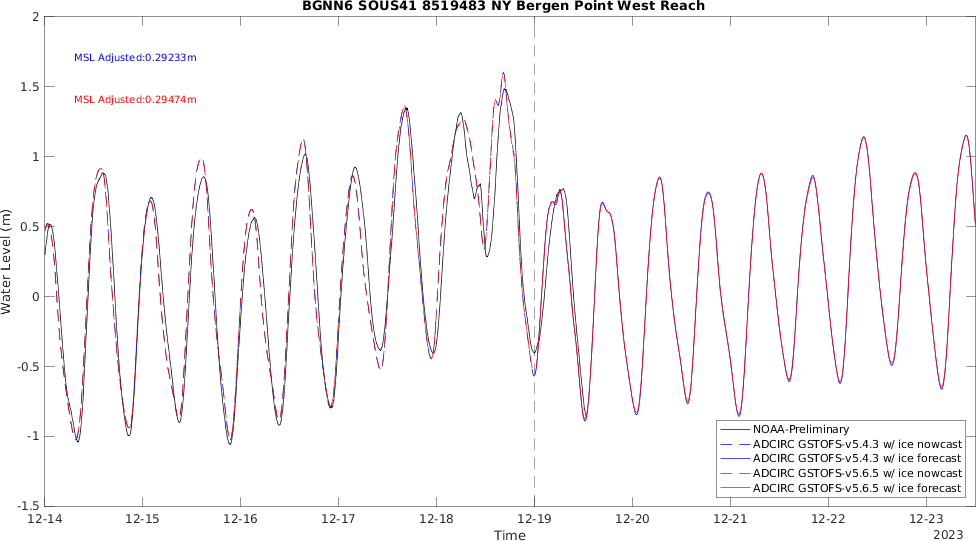 BGNN6 SOUS41 8519483 NY Bergen Point West Reach
2
MSL Adjusted:0.29233m
1.5
MSL Adjusted:0.29474m
1
0.5
Water Level (m)
0
-0.5
-1
-1.5
NOAA-Preliminary
ADCIRC GSTOFS-v5.4.3 w/ ice nowcast
ADCIRC GSTOFS-v5.4.3 w/ ice forecast
ADCIRC GSTOFS-v5.6.5 w/ ice nowcast
ADCIRC GSTOFS-v5.6.5 w/ ice forecast
12-14 12-15 12-16 12-17 12-18 12-19 12-20 12-21 12-22 12-23
Time
2023